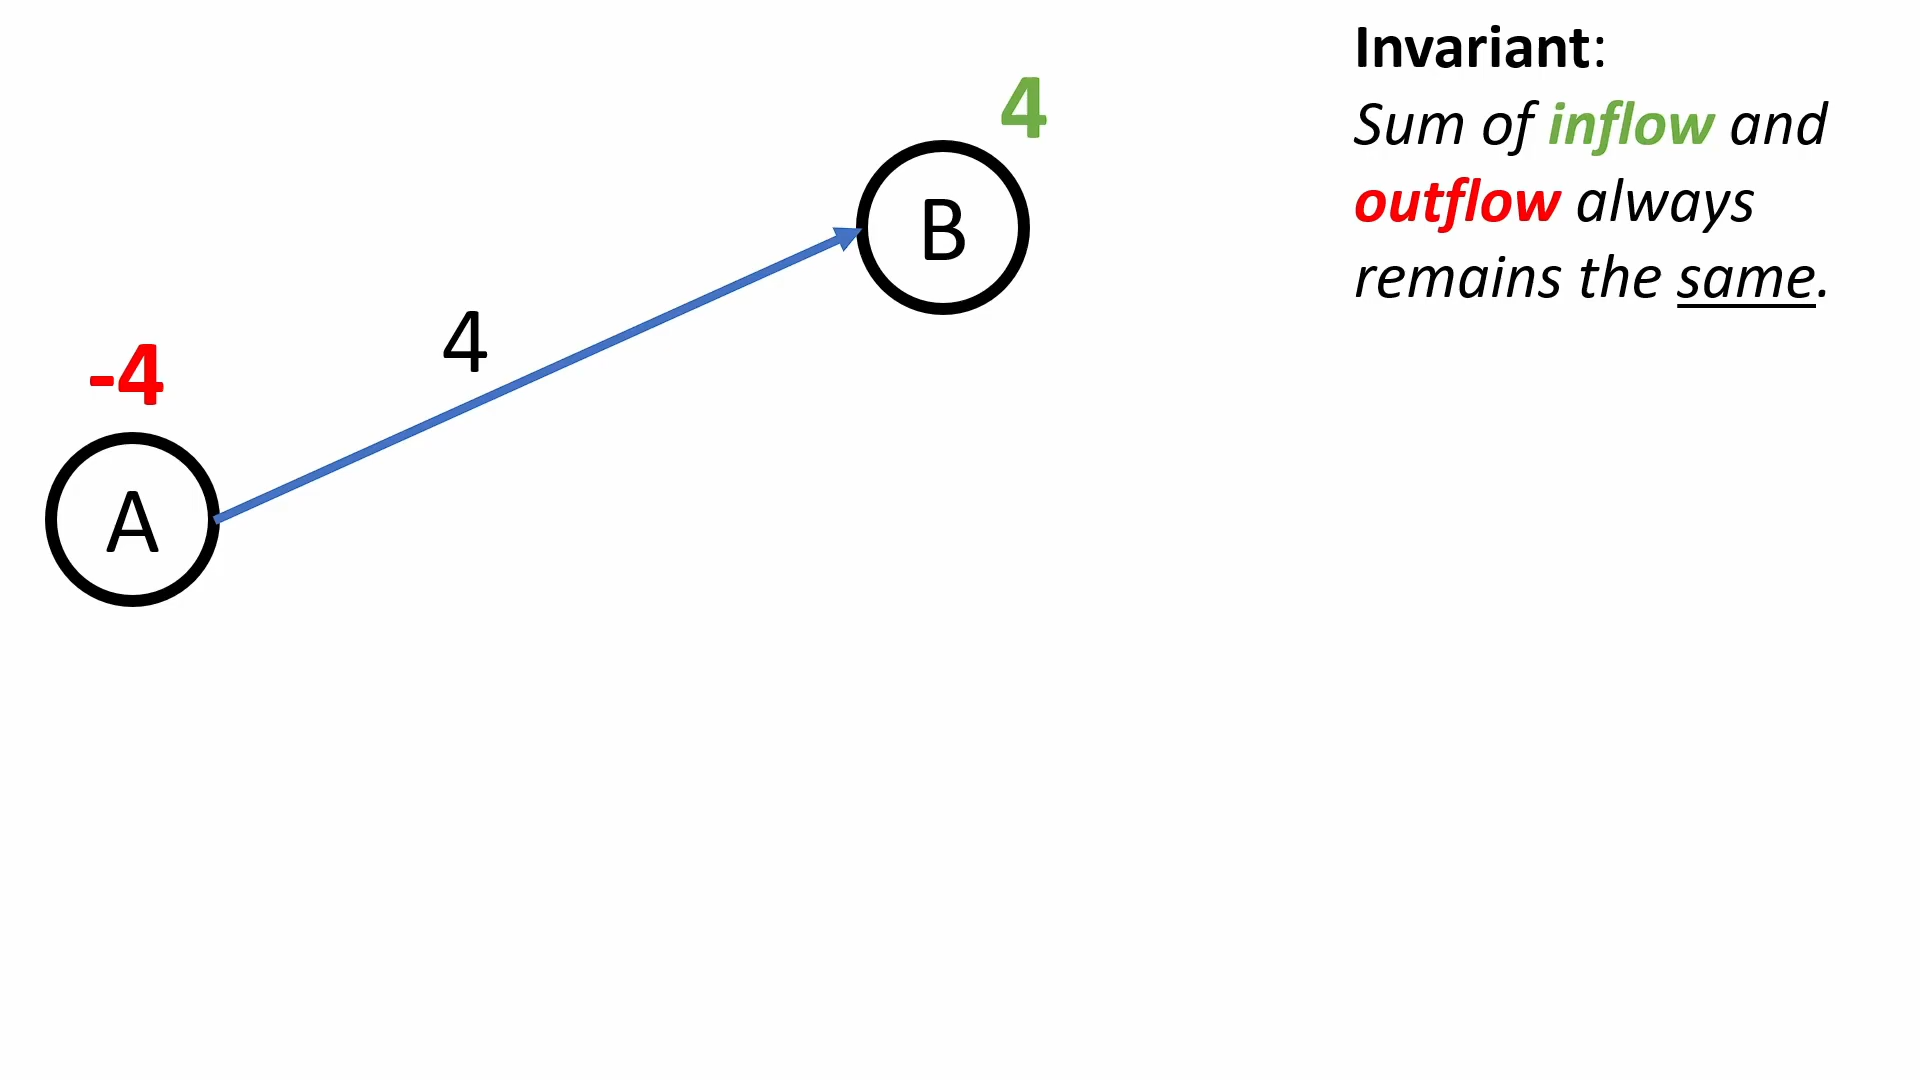 Invariant:
Sum of inflow and
outflow always
remains the same.
4
B
4
-4
A